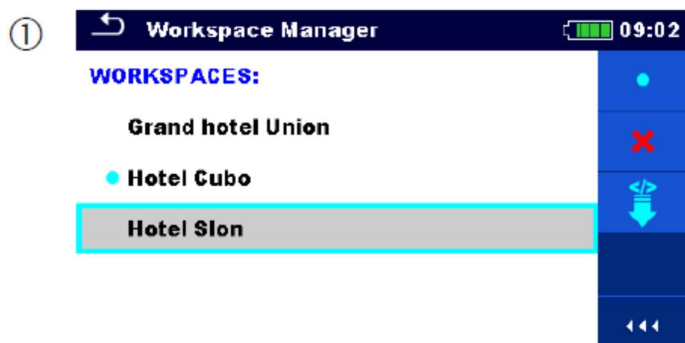 ①
Workspace Manager 09:02
WORKSPACES:
Grand hotel Union
Hotel Cubo
Hotel Slon